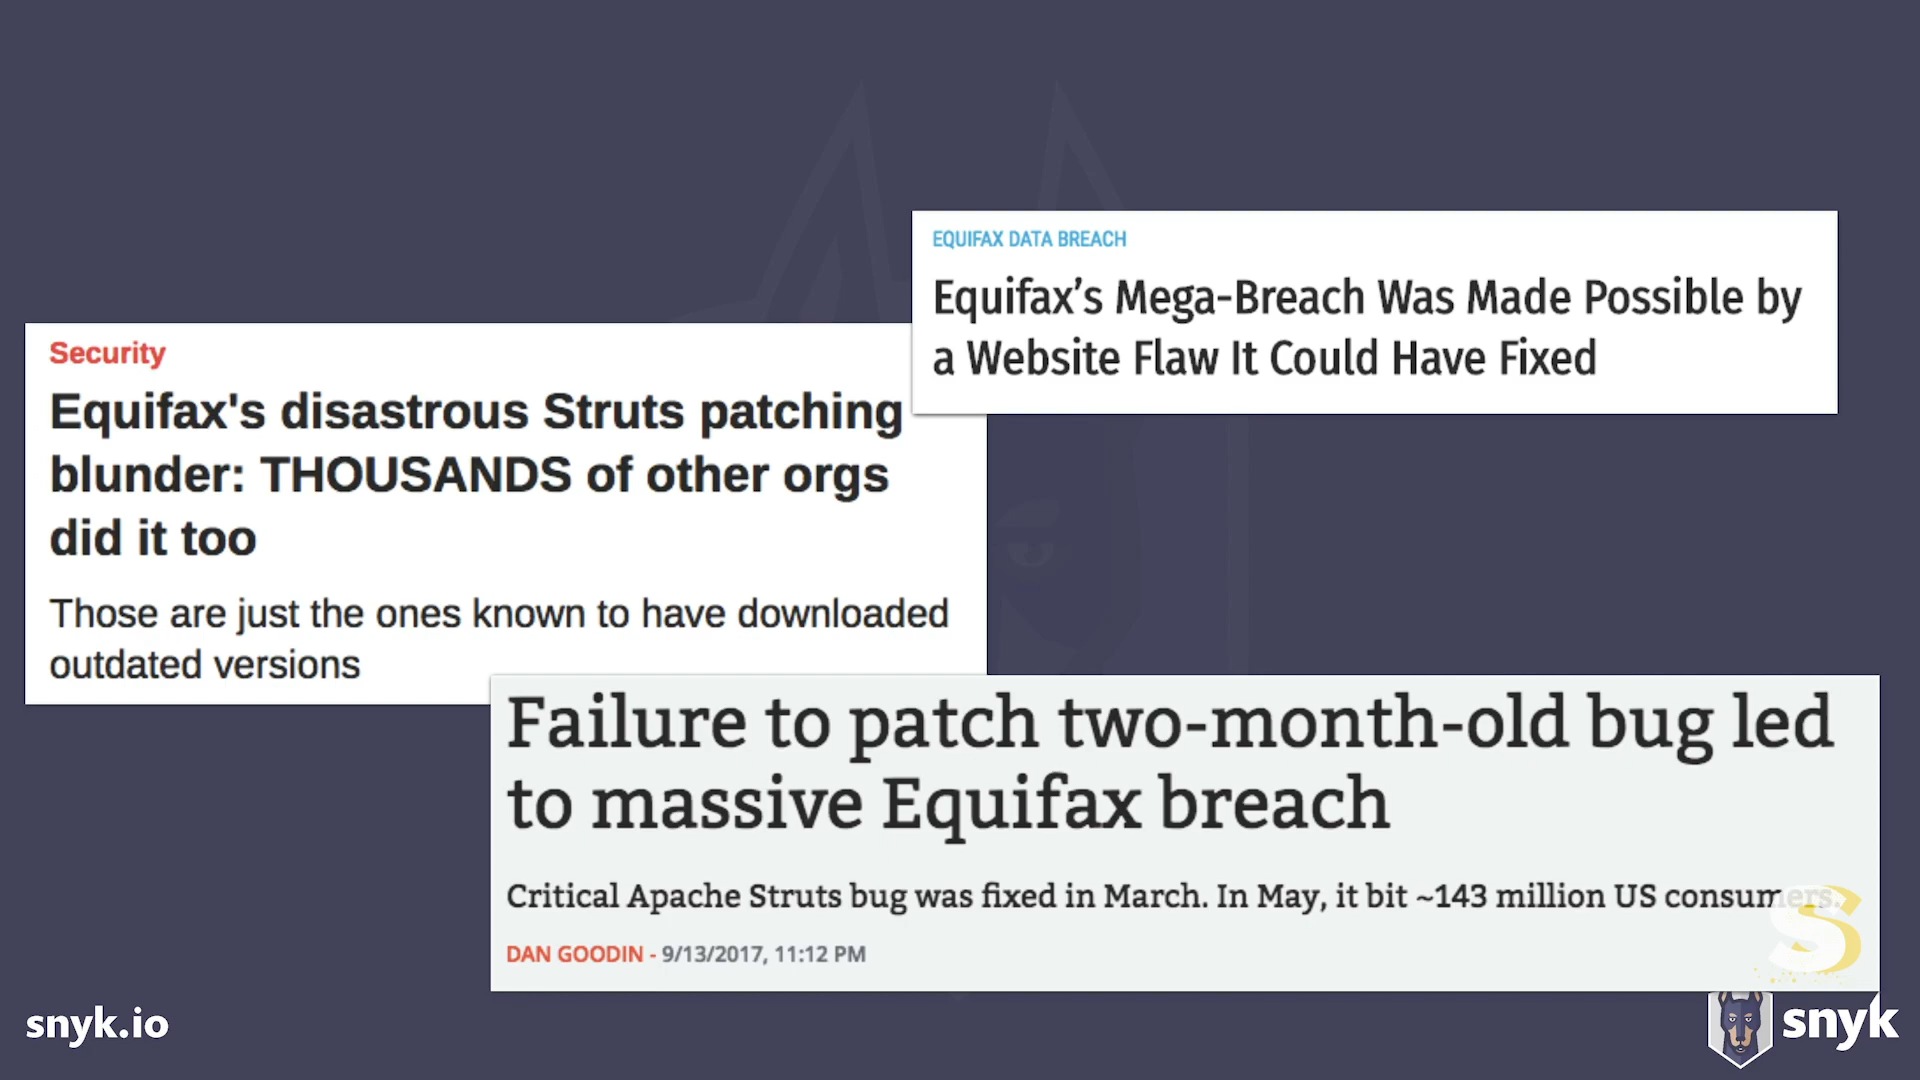 EQUIFAX DATA BREACH
Equifax's Mega-Breach Was Made Possible by
a Website Flaw It Could Have Fixed
Security
Equifax's disastrous Struts patching
blunder: THOUSANDS of other orgs
did it too
Those are just the ones known to have downloaded
outdated versions
Failure to patch two-month-old bug led
to massive Equifax breach
Critical Apache Struts bug was fixed in March. In May, it bit ~143 million US consumers.
DAN GOODIN - 9/13/2017, 11:12 PM
S
snyk.io
snyk